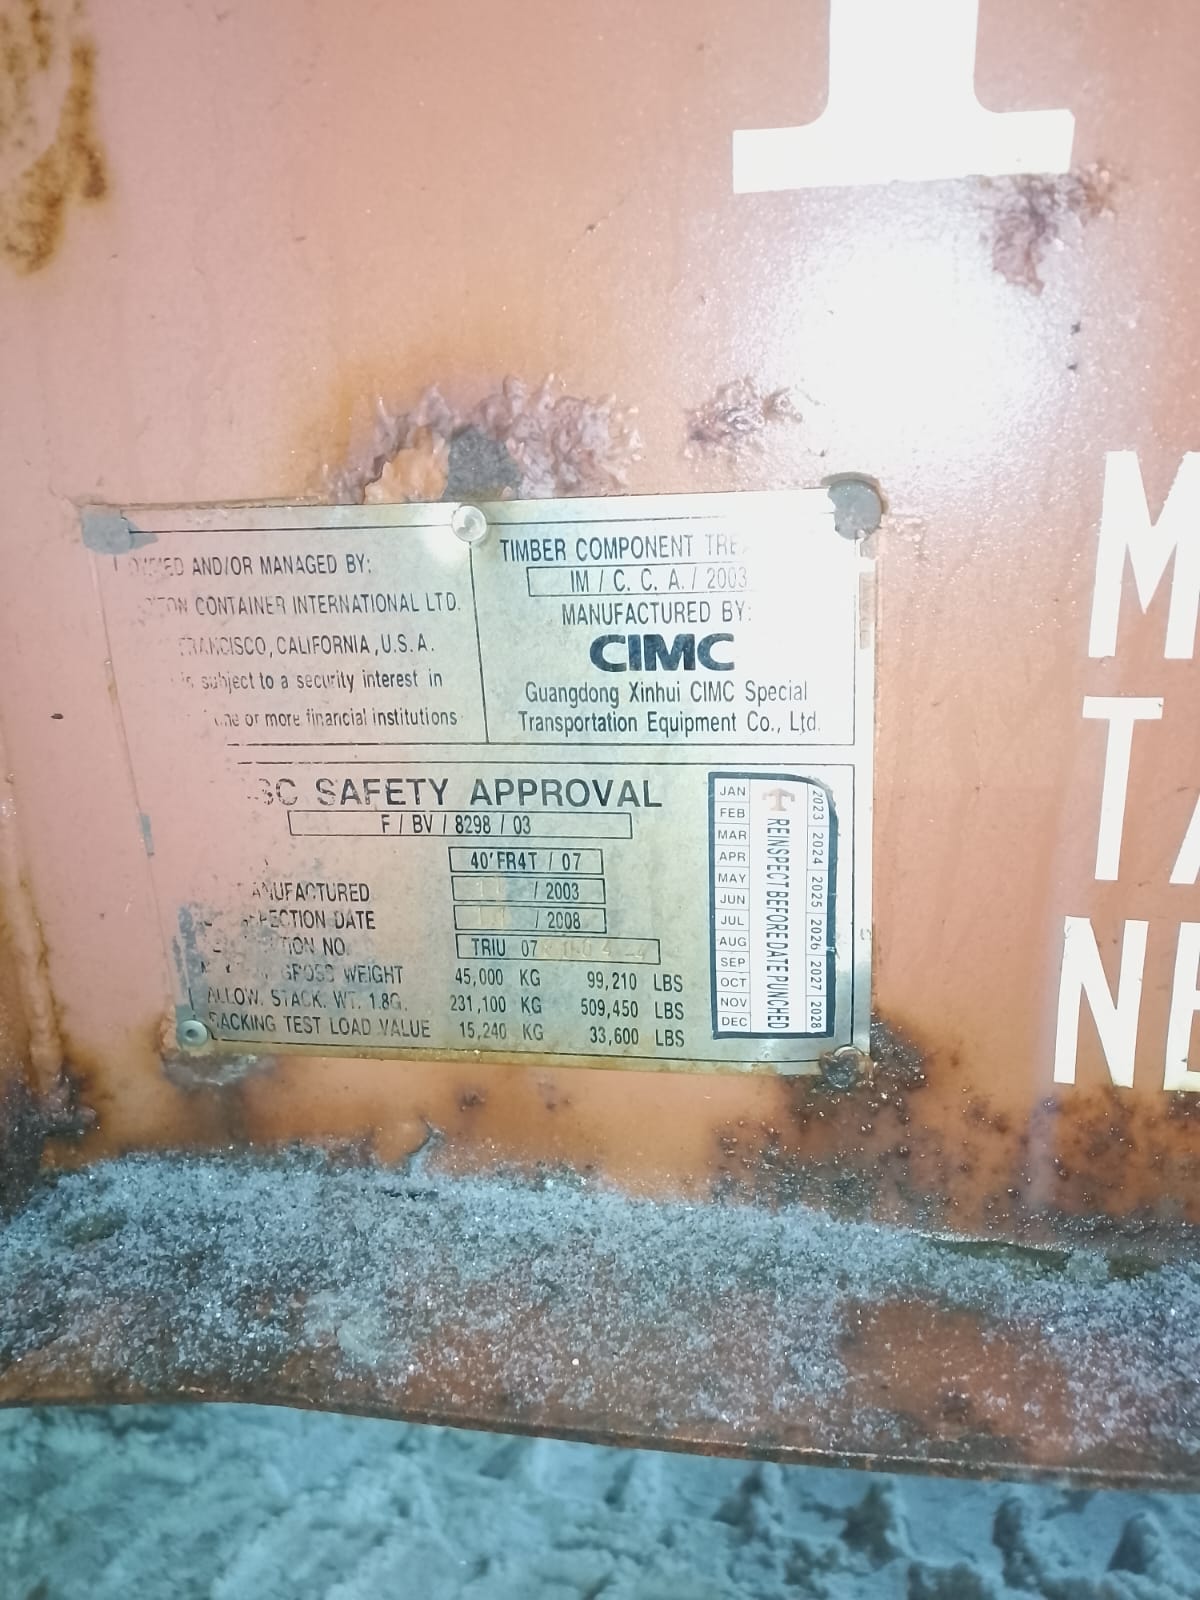 AND/OR MANAGED BY:
CONTAINER INTERNATIONAL LTD.
FRANCISCO, CALIFORNIA, U.S.A.
is subject to a security interest in
one or more financial institutions
TIMBER COMPONENT
IM / C. C. A. / 2003
MANUFACTURED BY:
CIMC
Guangdong Xinhui CIMC Special
Transportation Equipment Co., Ltd.
SAFETY APPROVAL
F / BV / 8298 / 03
40'FR4T / 07
MANUFACTURED / 2003
DATE / 2008
NO. TRIU 07
GROSS WEIGHT 45,000 KG 99,210 LBS
ALLOW. STACK. WT. 1.8G. 231,100 KG 509,450 LBS
RACKING TEST LOAD VALUE 15,240 KG 33,600 LBS
JAN
FEB
MAR
APR
MAY
JUN
JUL
AUG
SEP
OCT
NOV
DEC
REINSPECT BEFORE DATE PUNCHED
2023 2024 2025 2026 2027 2028